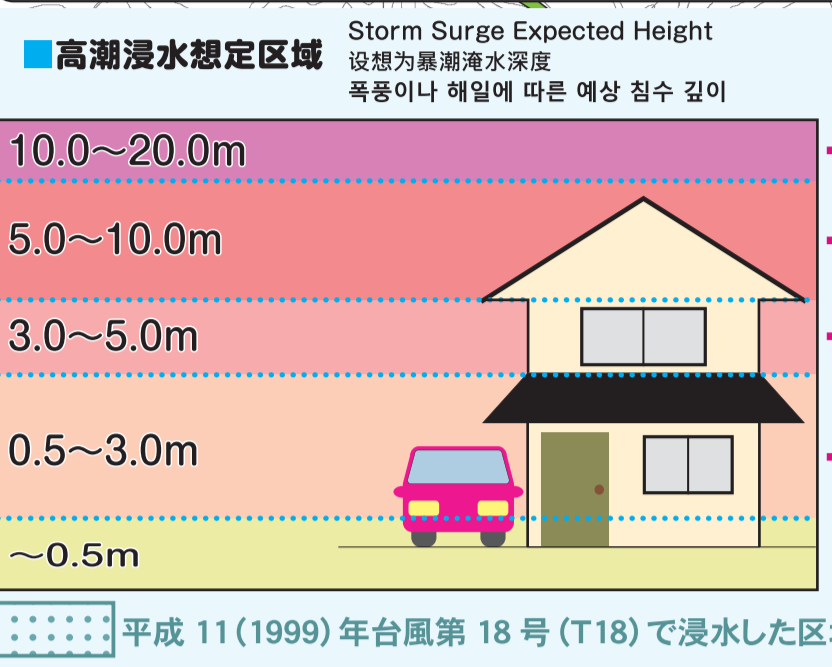 ■高潮浸水想定区域
Storm Surge Expected Height
设想为暴潮淹水深度
폭풍이나 해일에 따른 예상 침수 깊이
10.0～20.0m
5.0～10.0m
3.0～5.0m
0.5～3.0m
～0.5m
平成 11（1999）年台風第 18 号（T18）で浸水した区